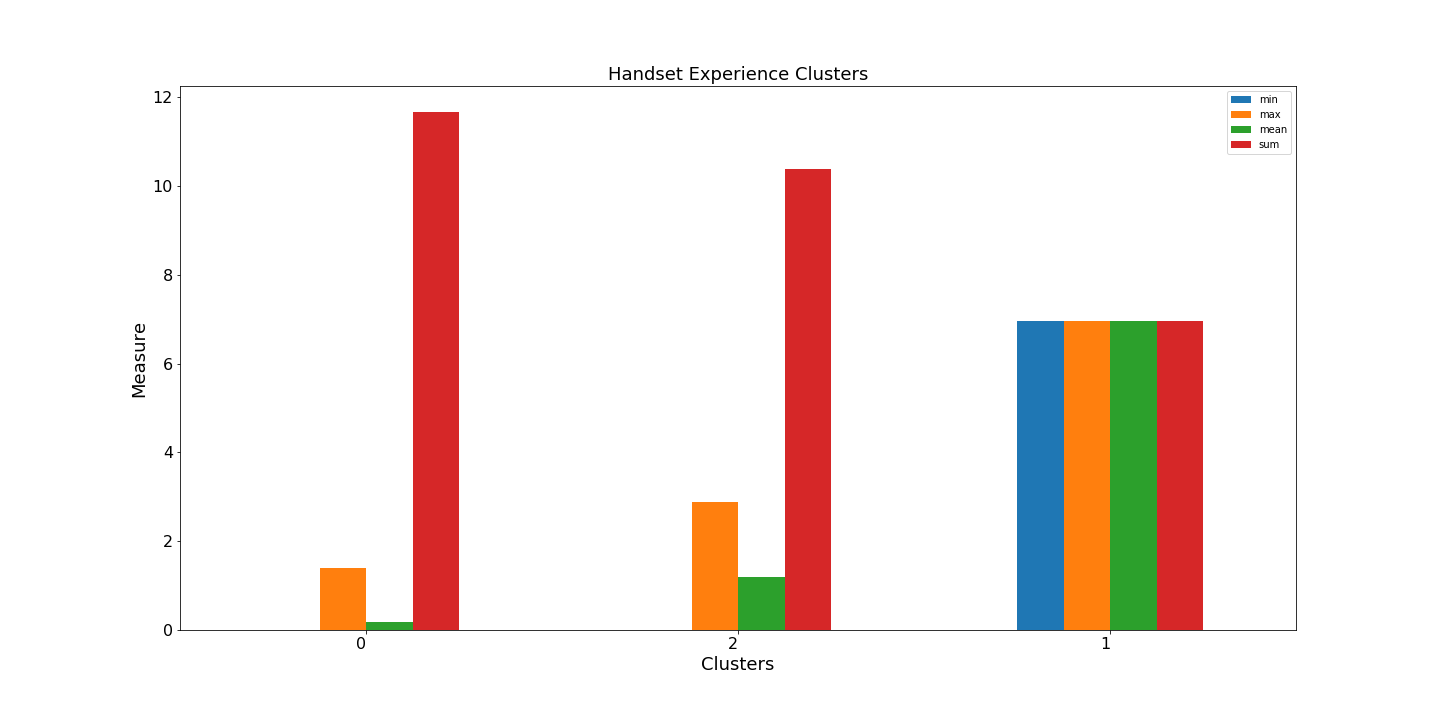 Handset Experience Clusters
min
max
mean
sum
12
10
8
6
4
2
0
Measure
0 2 1
Clusters